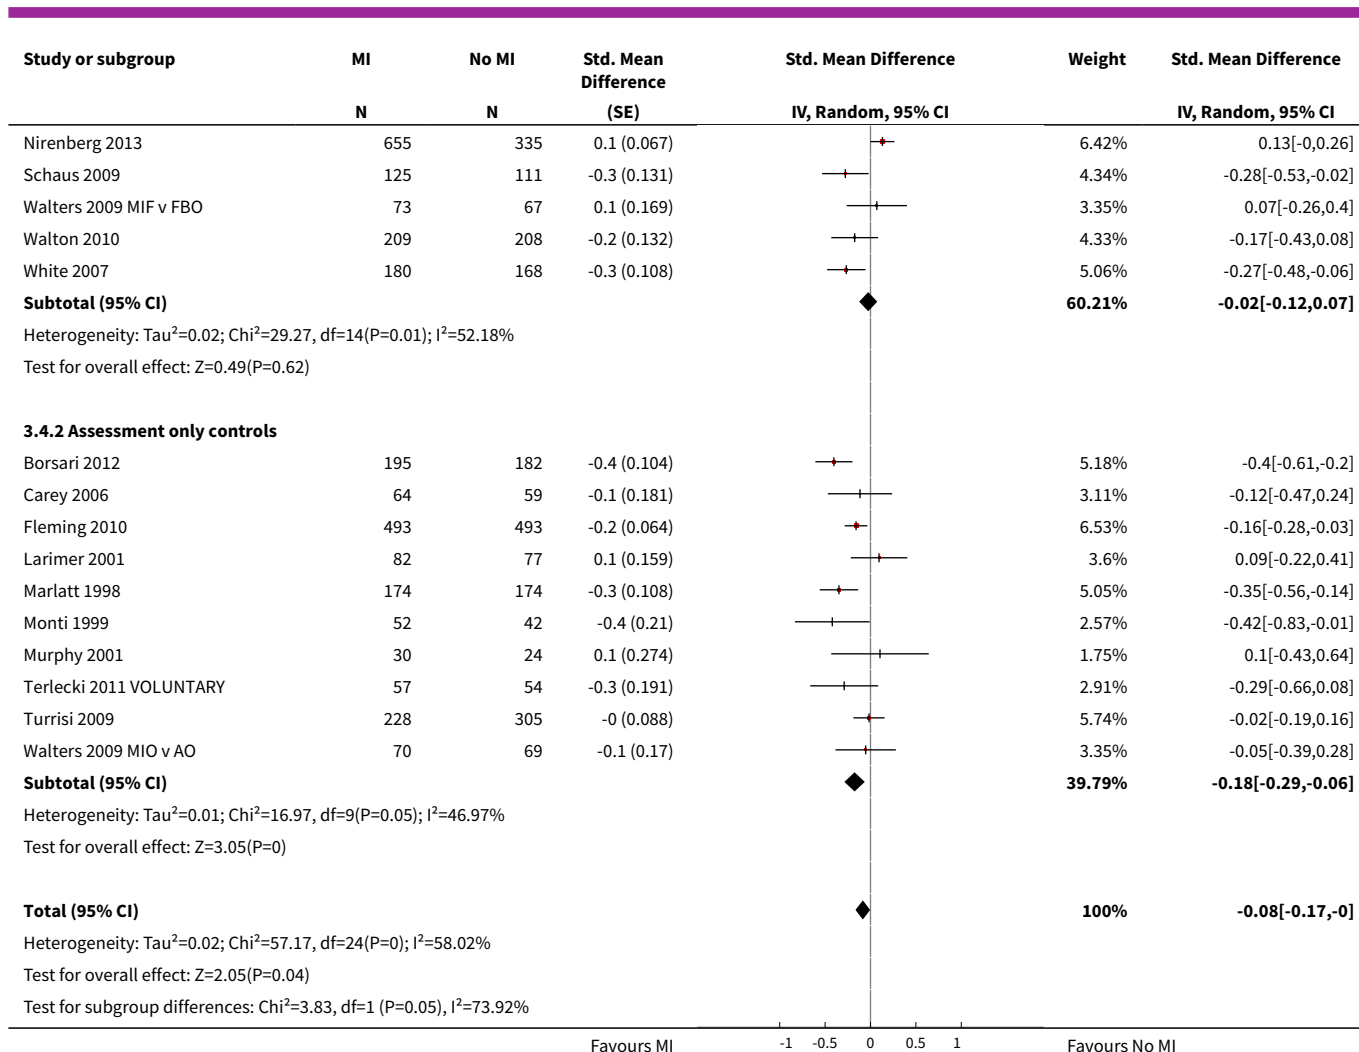 Study or subgroup MI No MI Std. Mean Difference Std. Mean Difference Weight Std. Mean Difference
N N (SE) IV, Random, 95% CI IV, Random, 95% CI
Nirenberg 2013 655 335 0.1 (0.067) 6.42% 0.13[-0,0.26]
Schaus 2009 125 111 -0.3 (0.131) 4.34% -0.28[-0.53,-0.02]
Walters 2009 MIF v FBO 73 67 0.1 (0.169) 3.35% 0.07[-0.26,0.4]
Walton 2010 209 208 -0.2 (0.132) 4.33% -0.17[-0.43,0.08]
White 2007 180 168 -0.3 (0.108) 5.06% -0.27[-0.48,-0.06]
Subtotal (95% CI) 60.21% -0.02[-0.12,0.07]
Heterogeneity: Tau²=0.02; Chi²=29.27, df=14(P=0.01); I²=52.18%
Test for overall effect: Z=0.49(P=0.62)
3.4.2 Assessment only controls
Borsari 2012 195 182 -0.4 (0.104) 5.18% -0.4[-0.61,-0.2]
Carey 2006 64 59 -0.1 (0.181) 3.11% -0.12[-0.47,0.24]
Fleming 2010 493 493 -0.2 (0.064) 6.53% -0.16[-0.28,-0.03]
Larimer 2001 82 77 0.1 (0.159) 3.6% 0.09[-0.22,0.41]
Marlatt 1998 174 174 -0.3 (0.108) 5.05% -0.35[-0.56,-0.14]
Monti 1999 52 42 -0.4 (0.21) 2.57% -0.42[-0.83,-0.01]
Murphy 2001 30 24 0.1 (0.274) 1.75% 0.1[-0.43,0.64]
Terlecki 2011 VOLUNTARY 57 54 -0.3 (0.191) 2.91% -0.29[-0.66,0.08]
Turrisi 2009 228 305 -0 (0.088) 5.74% -0.02[-0.19,0.16]
Walters 2009 MIO v AO 70 69 -0.1 (0.17) 3.35% -0.05[-0.39,0.28]
Subtotal (95% CI) 39.79% -0.18[-0.29,-0.06]
Heterogeneity: Tau²=0.01; Chi²=16.97, df=9(P=0.05); I²=46.97%
Test for overall effect: Z=3.05(P=0)
Total (95% CI) 100% -0.08[-0.17,-0]
Heterogeneity: Tau²=0.02; Chi²=57.17, df=24(P=0); I²=58.02%
Test for overall effect: Z=2.05(P=0.04)
Test for subgroup differences: Chi²=3.83, df=1 (P=0.05), I²=73.92%
Favours MI -1 -0.5 0 0.5 1 Favours No MI